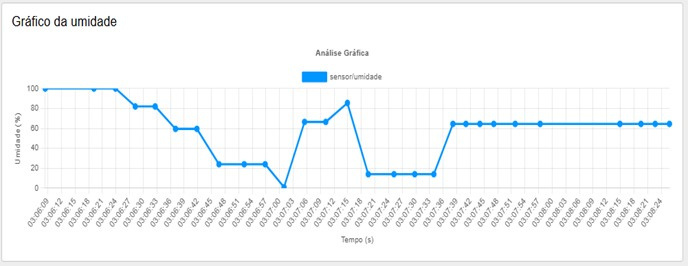 Gráfico da umidade
Análise Gráfica
sensor/umidade
Umidade (%)
100
80
60
40
20
0
03:06:09 03:06:12 03:06:15 03:06:18 03:06:21 03:06:24 03:06:27 03:06:30 03:06:33 03:06:36 03:06:39 03:06:42 03:06:45 03:06:48 03:06:51 03:06:54 03:06:57 03:07:00 03:07:03 03:07:06 03:07:09 03:07:12 03:07:15 03:07:18 03:07:21 03:07:24 03:07:27 03:07:30 03:07:33 03:07:36 03:07:39 03:07:42 03:07:45 03:07:48 03:07:51 03:07:54 03:07:57 03:08:00 03:08:03 03:08:06 03:08:09 03:08:12 03:08:15 03:08:18 03:08:21 03:08:24
Tempo (s)